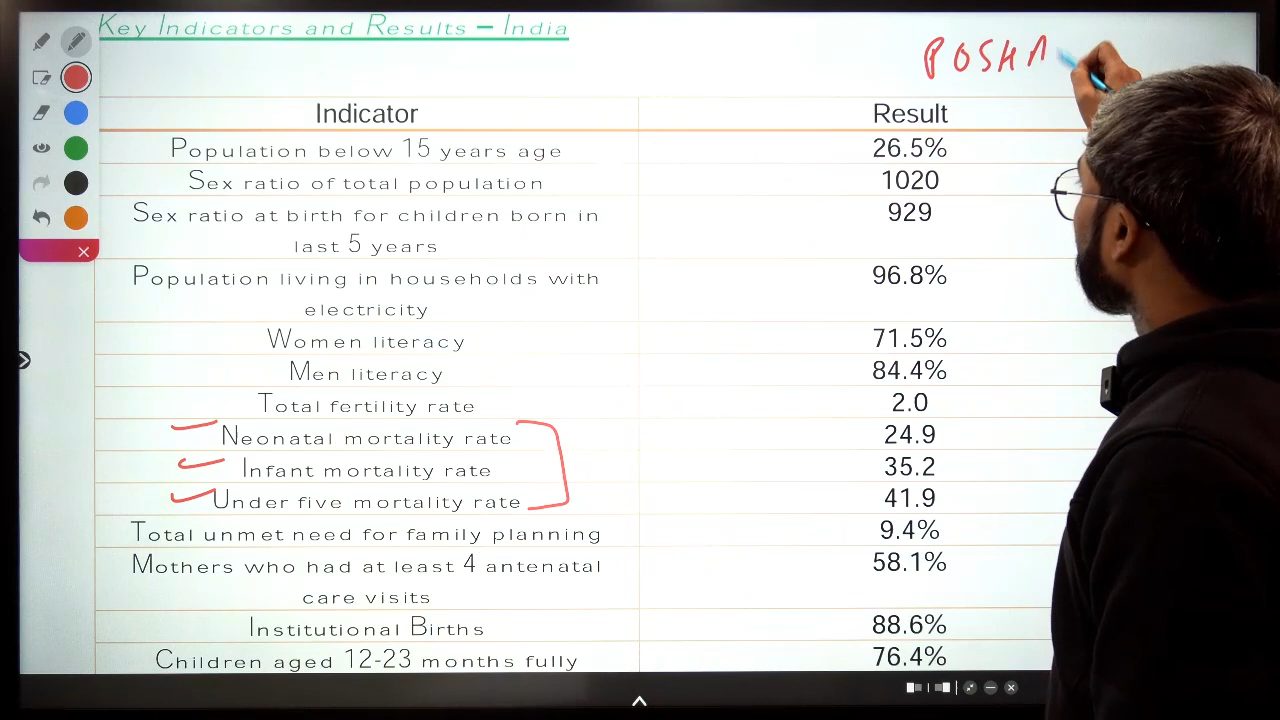 Key Indicators and Results – India
POSHA
Indicator Result
Population below 15 years age 26.5%
Sex ratio of total population 1020
Sex ratio at birth for children born in 929
last 5 years
Population living in households with 96.8%
electricity
Women literacy 71.5%
Men literacy 84.4%
Total fertility rate 2.0
Neonatal mortality rate 24.9
Infant mortality rate 35.2
Under five mortality rate 41.9
Total unmet need for family planning 9.4%
Mothers who had at least 4 antenatal 58.1%
care visits
Institutional Births 88.6%
Children aged 12-23 months fully 76.4%